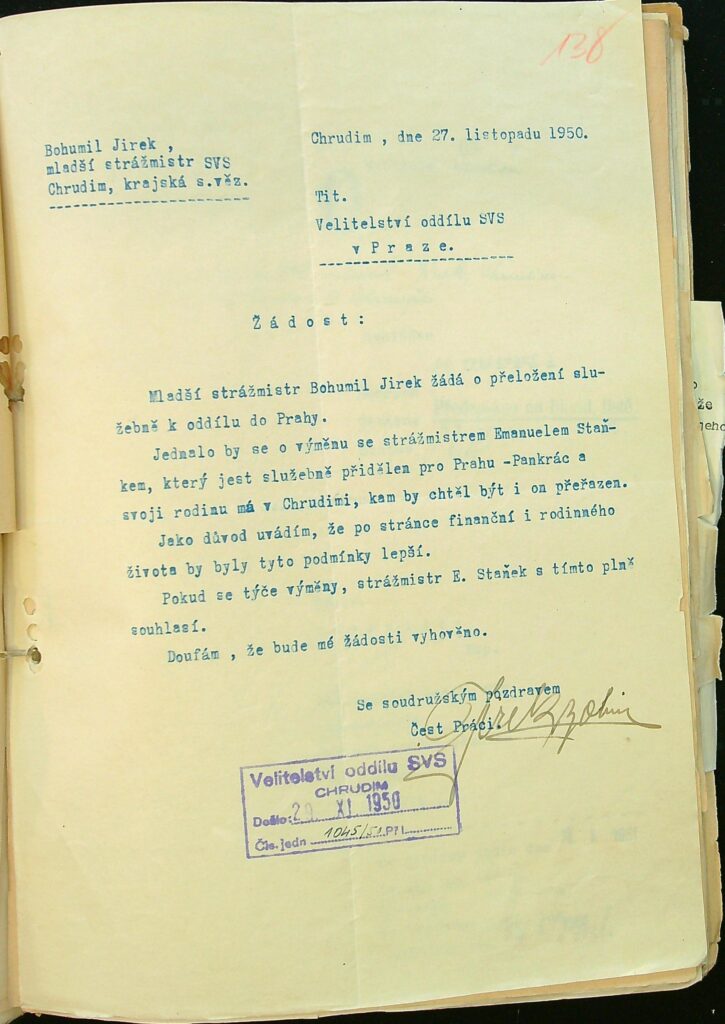 138
Bohumil Jirek ,
mladší strážmistr SVS
Chrudim, krajská s.věz.
Chrudim , dne 27. listopadu 1950.
Tit.
Velitelství oddílu SVS
v P r a z e.
Ž á d o s t :
Mladší strážmistr Bohumil Jirek žádá o přeložení slu-
žebně k oddílu do Prahy.
Jednalo by se o výměnu se strážmistrem Emanuelem Staň-
kem, který jest služebně přidělen pro Prahu -Pankrác a
svoji rodinu má v Chrudimi, kam by chtěl být i on přeřazen.
Jako důvod uvádím, že po stránce finanční i rodinného
života by byly tyto podmínky lepší.
Pokud se týče výměny, strážmistr E. Staňek s tímto plně
souhlasí.
Doufám , že bude mé žádosti vyhověno.
Se soudružským pozdravem
Čest Práci.
Velitelství oddílu SVS
CHRUDIM
Došlo: XI. 1950
Čís. jedn 1045/
že
jeho